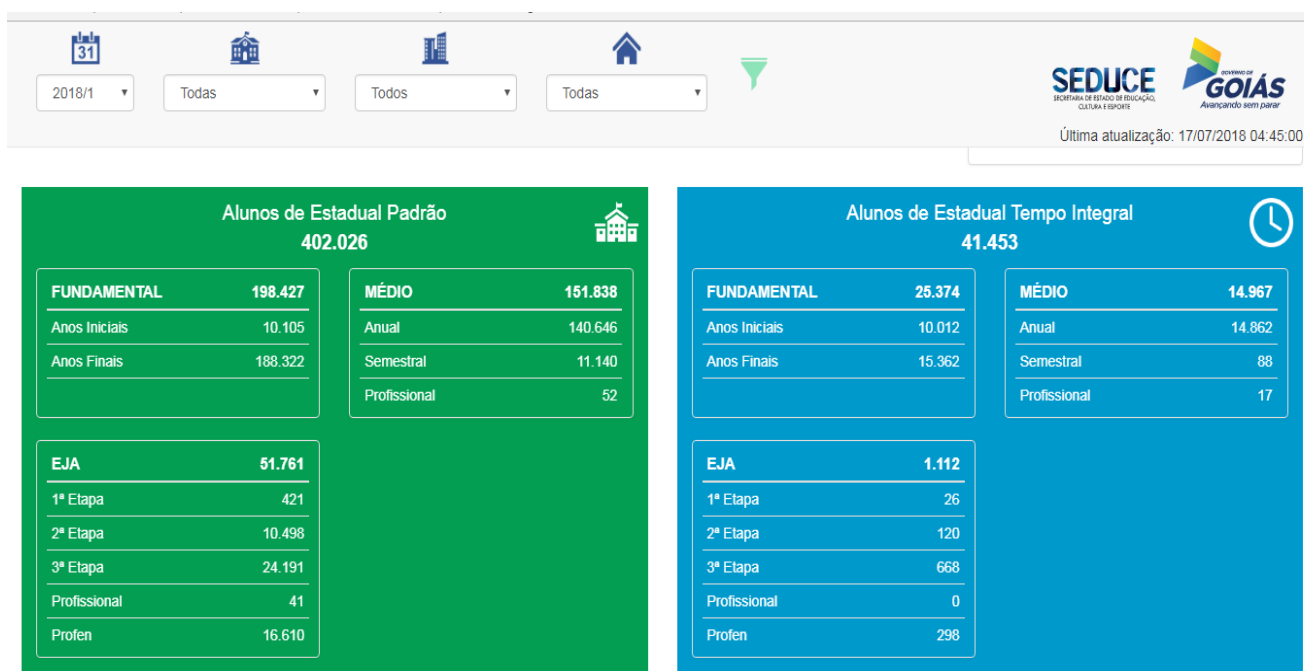 31
2018/1
Todas
Todos
Todas
SEDUCE
SECRETARIA DE ESTADO DE EDUCAÇÃO,
CULTURA E ESPORTE
GOVERNO DE
GOIÁS
Avançando sem parar
Última atualização: 17/07/2018 04:45:00
Alunos de Estadual Padrão
402.026
FUNDAMENTAL 198.427
Anos Iniciais 10.105
Anos Finais 188.322
MÉDIO 151.838
Anual 140.646
Semestral 11.140
Profissional 52
EJA 51.761
1ª Etapa 421
2ª Etapa 10.498
3ª Etapa 24.191
Profissional 41
Profen 16.610
Alunos de Estadual Tempo Integral
41.453
FUNDAMENTAL 25.374
Anos Iniciais 10.012
Anos Finais 15.362
MÉDIO 14.967
Anual 14.862
Semestral 88
Profissional 17
EJA 1.112
1ª Etapa 26
2ª Etapa 120
3ª Etapa 668
Profissional 0
Profen 298